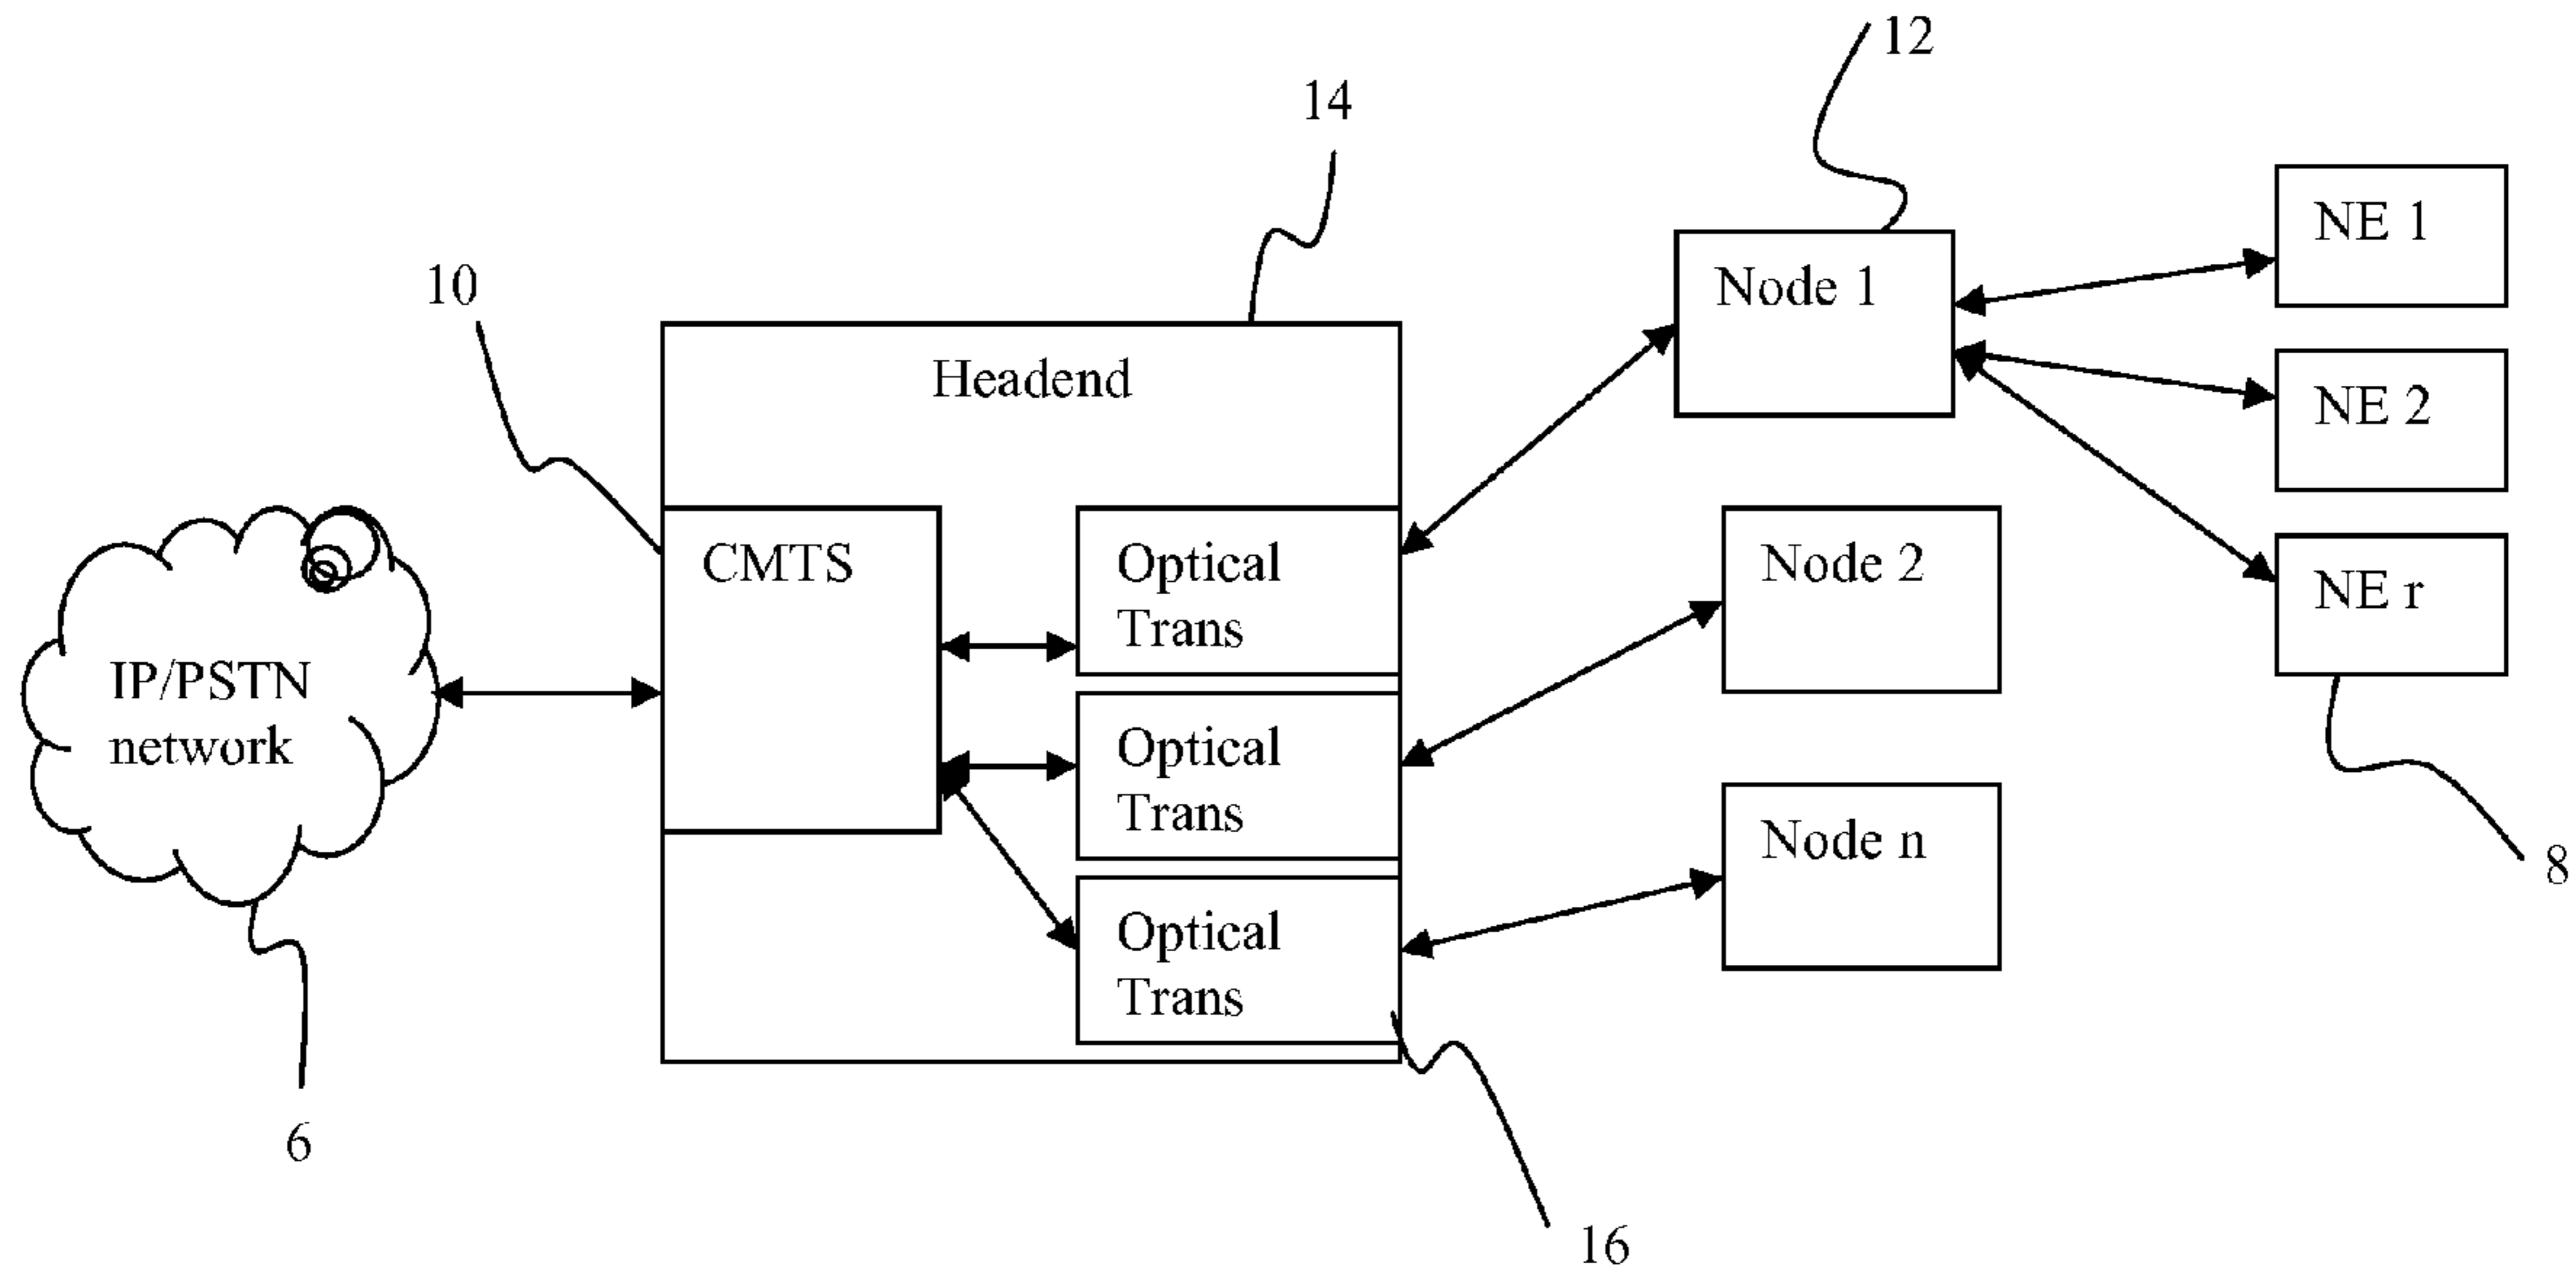 12
14
NE 1
10
Node 1
Headend
NE 2
CMTS
Optical
Trans
Node 2
NE r
IP/PSTN
network
Optical
Trans
Node n
8
Optical
Trans
6
16